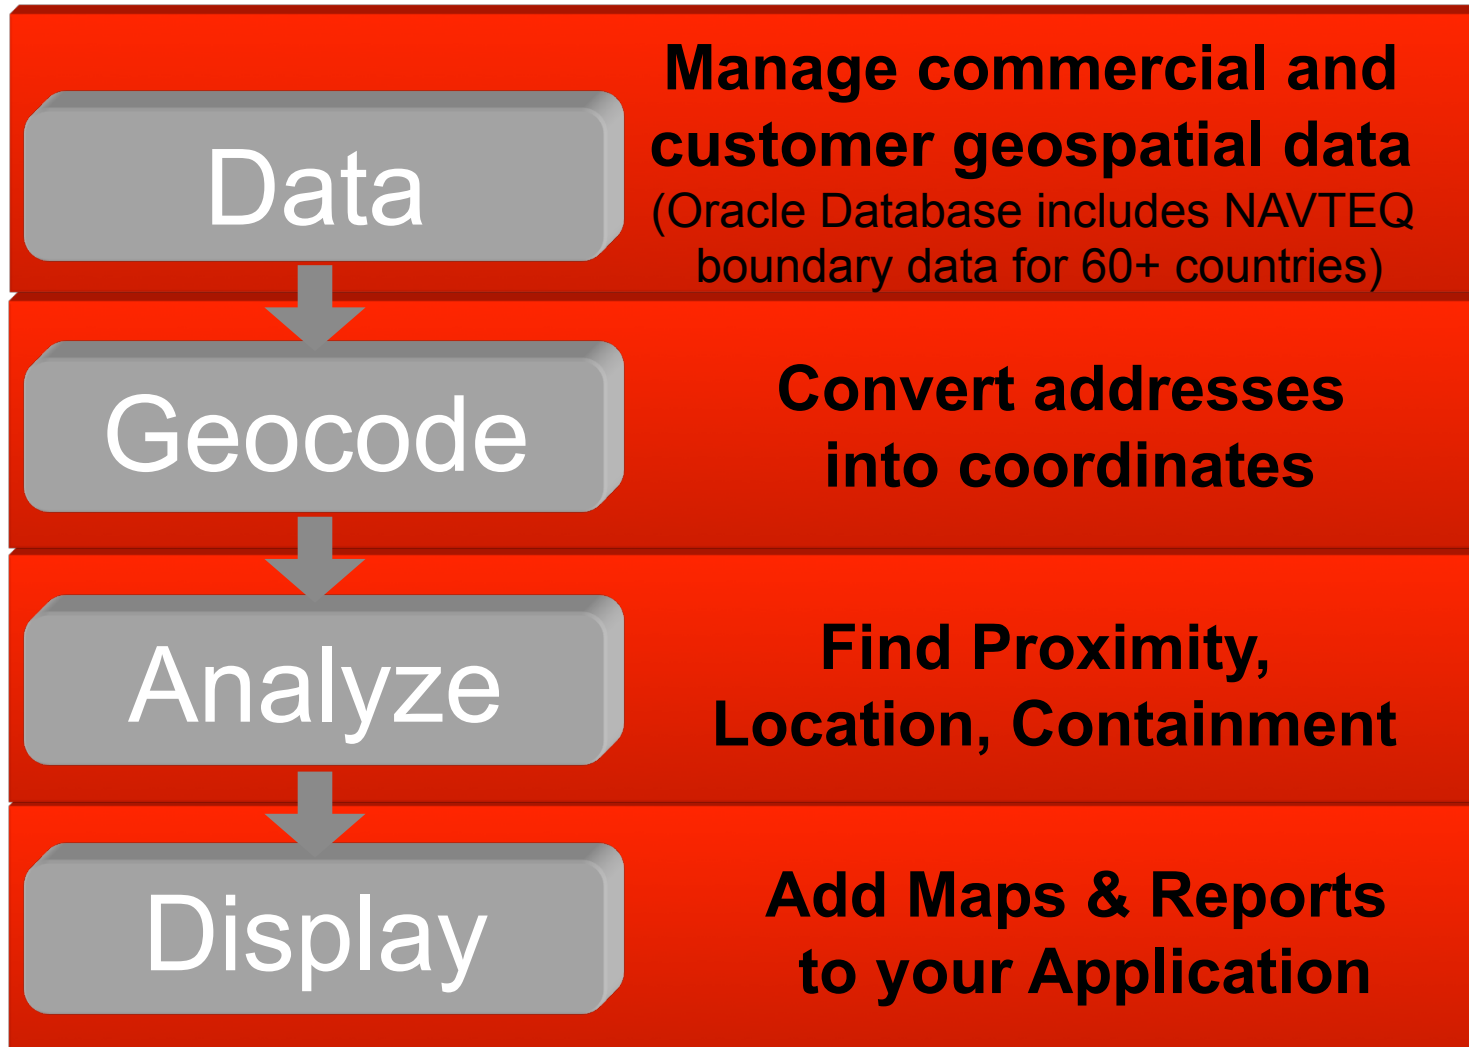 Data
Manage commercial and
customer geospatial data
(Oracle Database includes NAVTEQ
boundary data for 60+ countries)
Geocode
Convert addresses
into coordinates
Analyze
Find Proximity,
Location, Containment
Display
Add Maps & Reports
to your Application